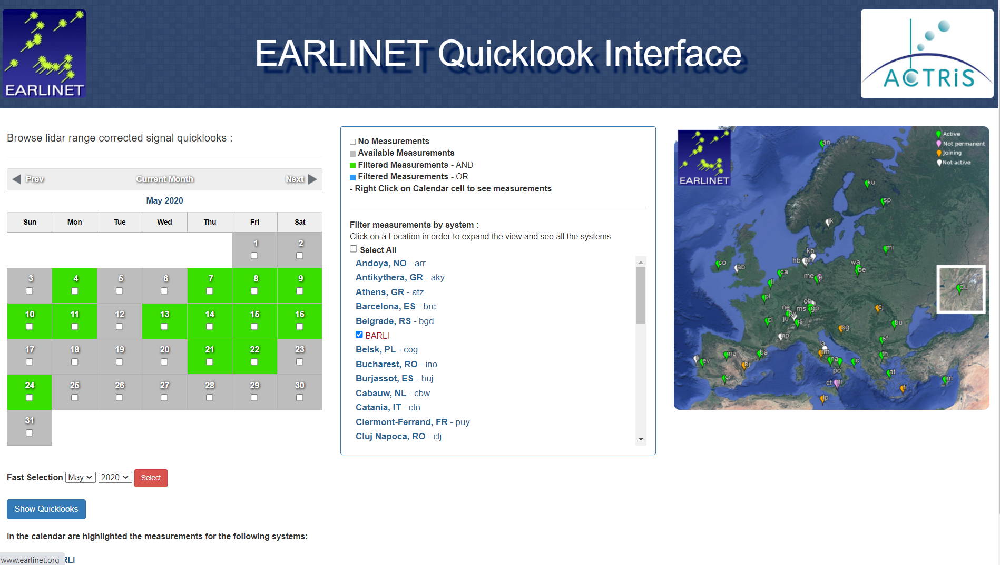 EARLINET
EARLINET Quicklook Interface
ACTRiS
Browse lidar range corrected signal quicklooks :
Prev Current Month Next
May 2020
Sun Mon Tue Wed Thu Fri Sat
1 2
3 4 5 6 7 8 9
10 11 12 13 14 15 16
17 18 19 20 21 22 23
24 25 26 27 28 29 30
31
Fast Selection May 2020 Select
Show Quicklooks
In the calendar are highlighted the measurements for the following systems:
www.earlinet.org RLI
No Measurements
Available Measurements
Filtered Measurements - AND
Filtered Measurements - OR
- Right Click on Calendar cell to see measurements
Filter measurements by system :
Click on a Location in order to expand the view and see all the systems
Select All
Andoya, NO - arr
Antikythera, GR - aky
Athens, GR - atz
Barcelona, ES - brc
Belgrade, RS - bgd
BARLI
Belsk, PL - cog
Bucharest, RO - ino
Burjassot, ES - buj
Cabauw, NL - cbw
Catania, IT - ctn
Clermont-Ferrand, FR - puy
Cluj Napoca, RO - clj
EARLINET
Active
Not permanent
Joining
Not active
an
ku
sp
lk
mi
kb
hb hh
co
ab
ca
wa
be
me
le
ll
du
pl
oh
ne ms gp
cj
py
ju is
cl
bu
bg
hp
sf
la
rm
ma
ba
th
ev
bj
na
lc
po
at
gr
ct
lm
fi
lp